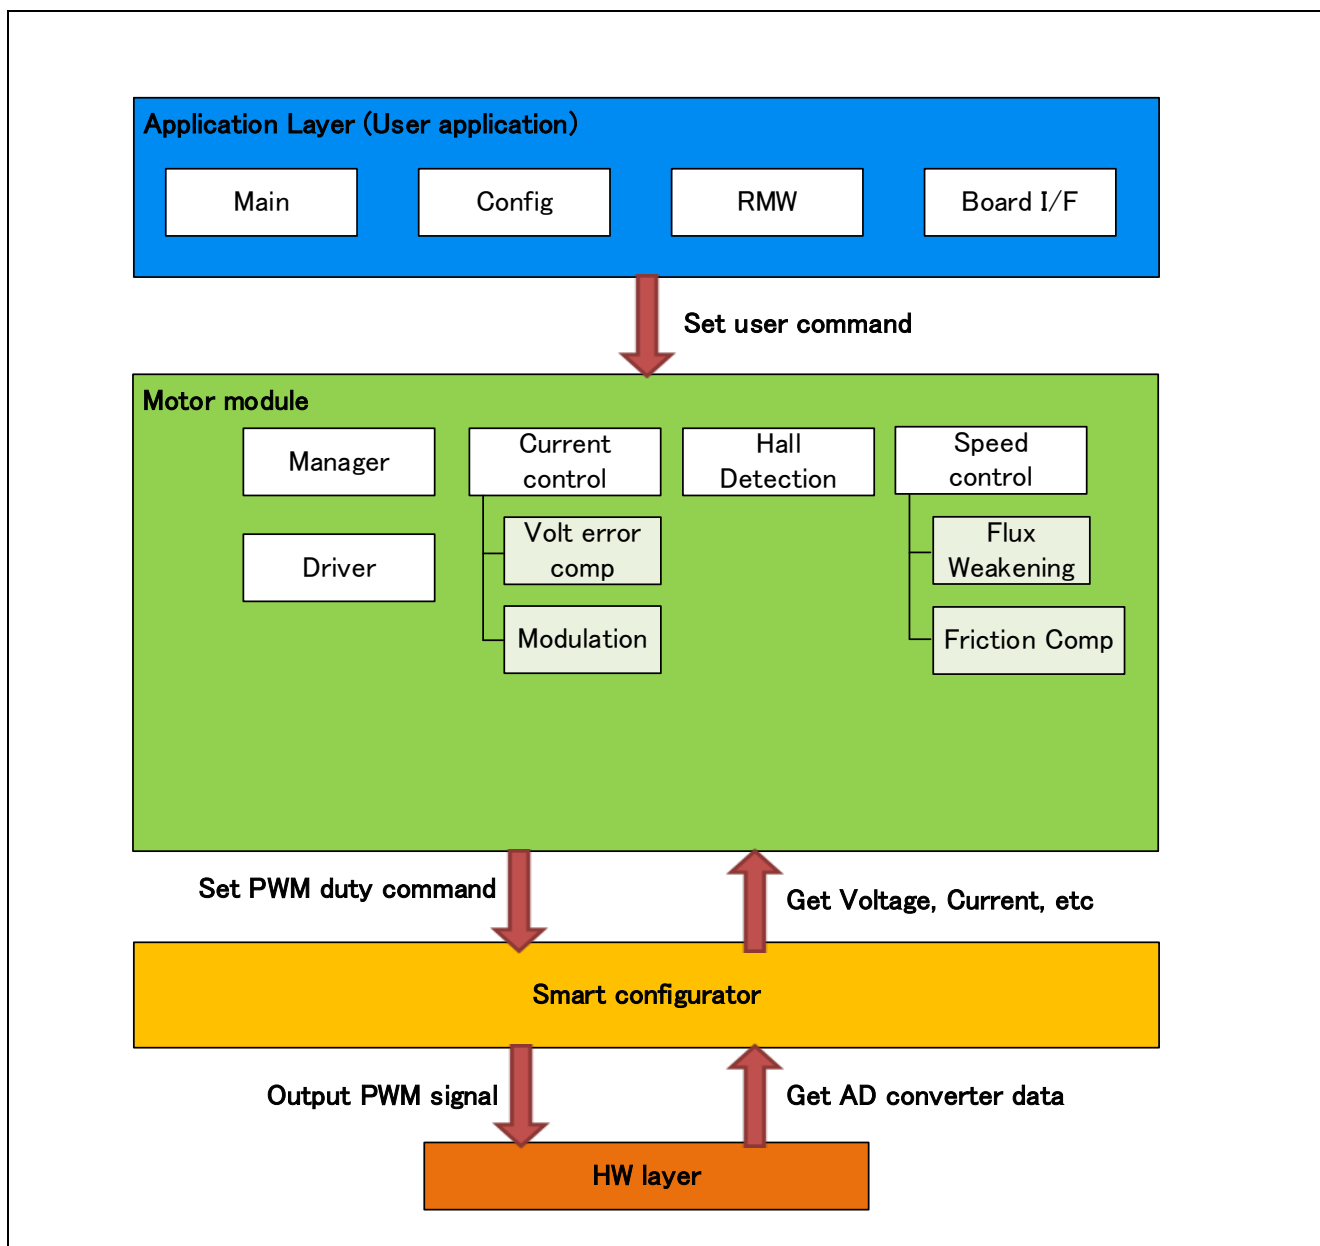 Application Layer (User application)
Main
Config
RMW
Board I/F
Set user command
Motor module
Manager
Current
control
Hall
Detection
Speed
control
Driver
Volt error
comp
Modulation
Flux
Weakening
Friction Comp
Set PWM duty command
Get Voltage, Current, etc
Smart configurator
Output PWM signal
Get AD converter data
HW layer